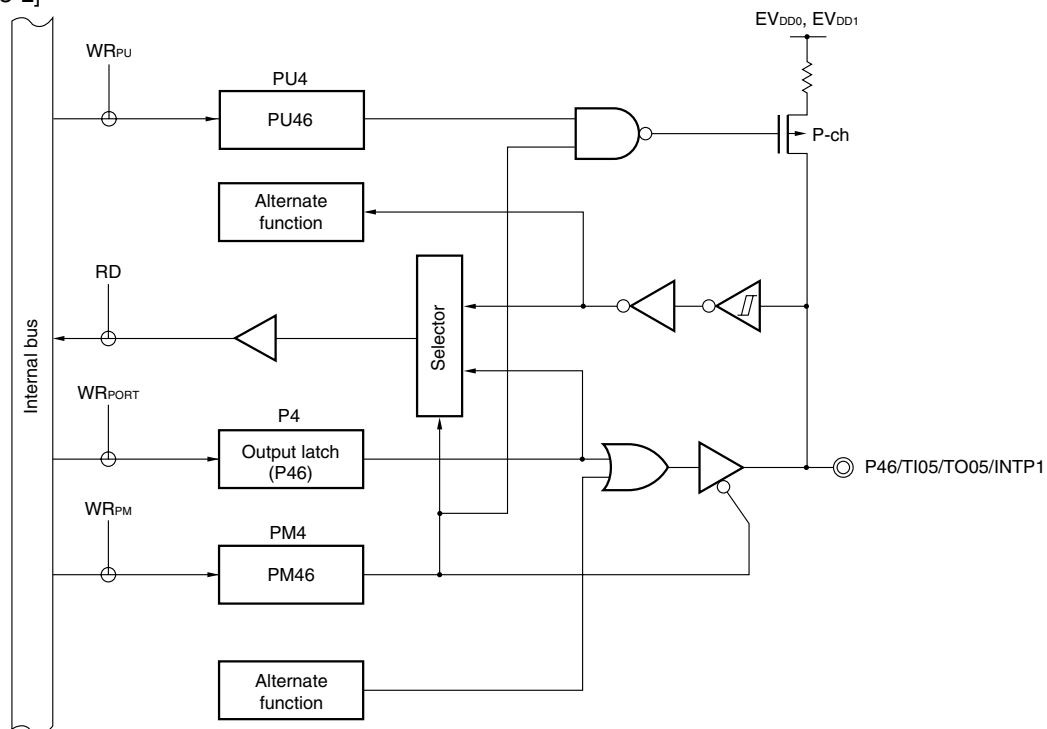 EVDD0, EVDD1
WRPU
PU4
PU46
P-ch
Alternate
function
RD
Selector
Internal bus
WRPORT
P4
Output latch
(P46)
P46/TI05/TO05/INTP1
WRPM
PM4
PM46
Alternate
function